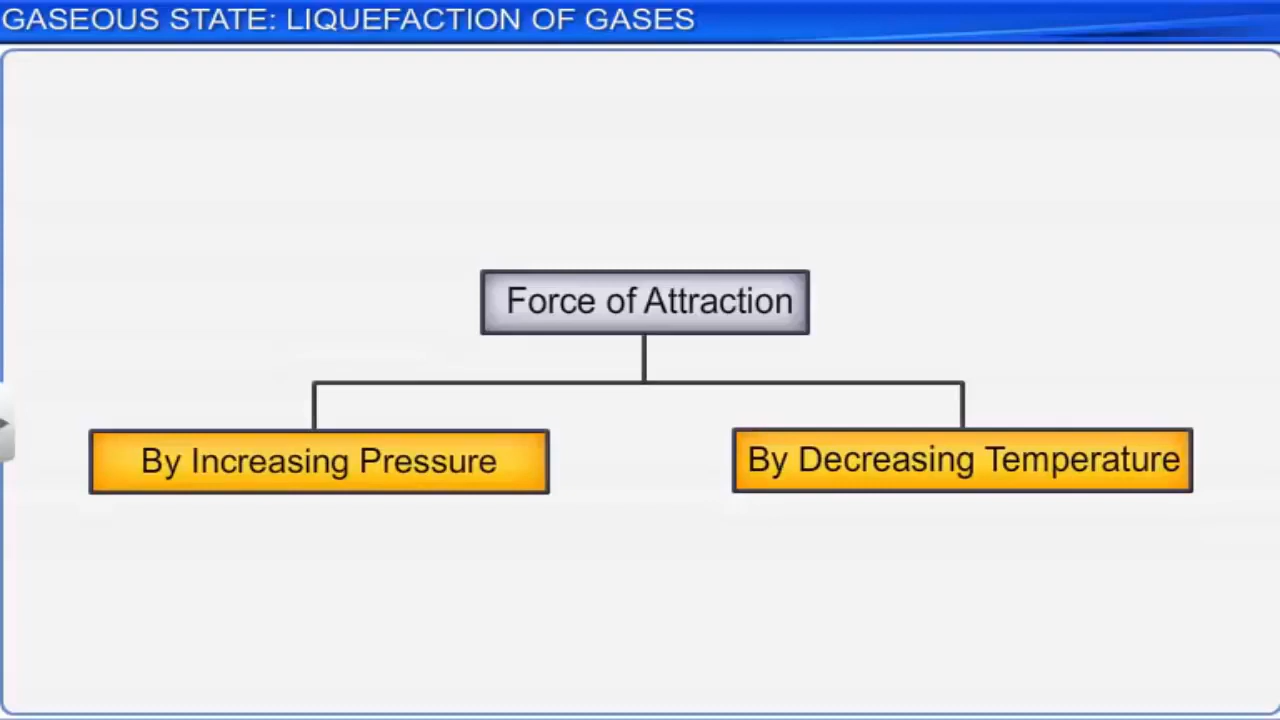 GASEOUS STATE: LIQUEFACTION OF GASES
Force of Attraction
By Increasing Pressure
By Decreasing Temperature